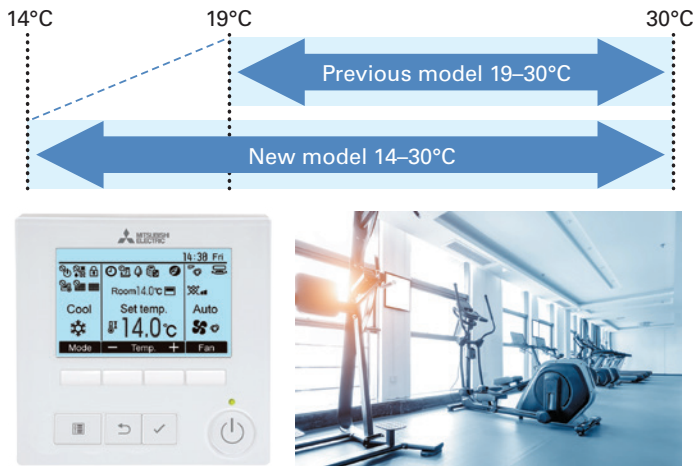 14°C 19°C 30°C
Previous model 19–30°C
New model 14–30°C
MITSUBISHI
ELECTRIC
14:38 Fri
Room14.0℃
Cool Set temp. Auto
14.0℃
Mode − Temp. + Fan